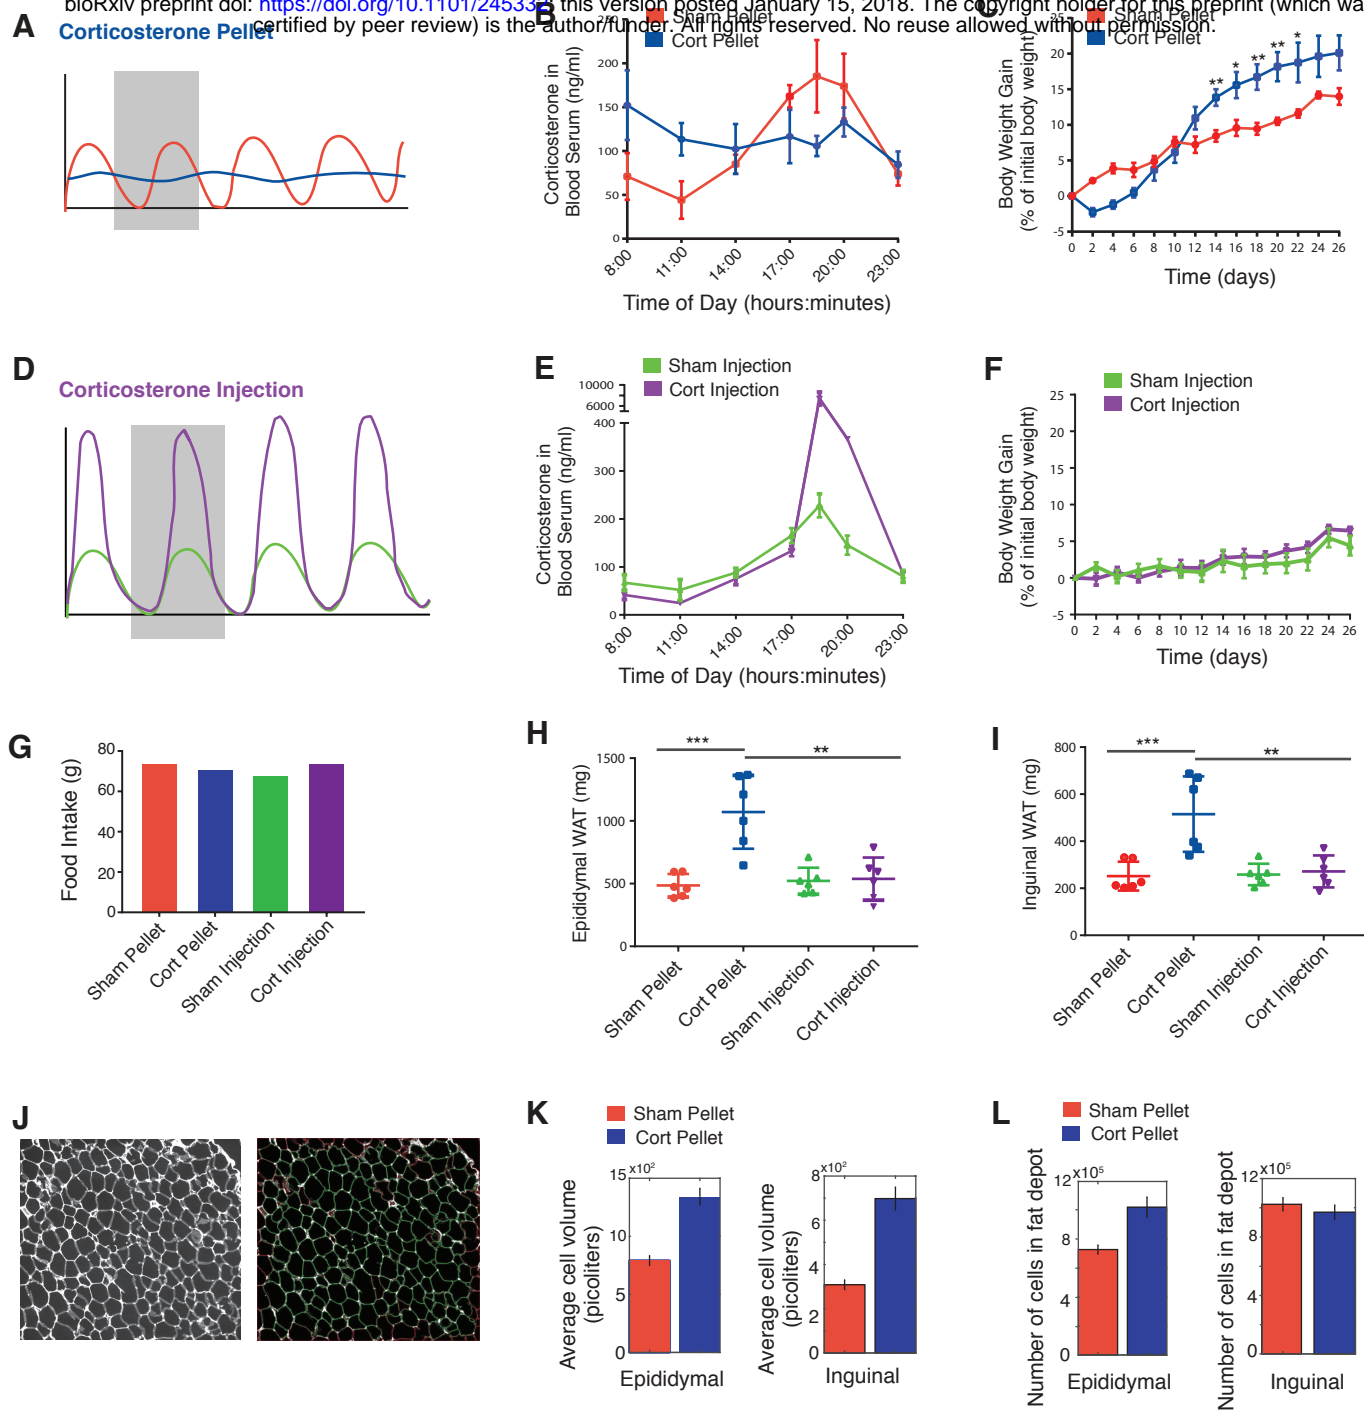 bioRxiv preprint doi: https://doi.org/10.1101/245332; this version posted January 15, 2018. The copyright holder for this preprint (which wa
certified by peer review) is the author/funder. All rights reserved. No reuse allowed without permission.
A
Corticosterone Pellet
B
Sham Pellet
Cort Pellet
Corticosterone in
Blood Serum (ng/ml)
250
200
150
100
50
0
8:00
11:00
14:00
17:00
20:00
23:00
Time of Day (hours:minutes)
C
Sham Pellet
Cort Pellet
Body Weight Gain
(% of initial body weight)
25
20
15
10
5
0
-5
** * ** ** *
0 2 4 6 8 10 12 14 16 18 20 22 24 26
Time (days)
D
Corticosterone Injection
E
Sham Injection
Cort Injection
Corticosterone in
Blood Serum (ng/ml)
10000
6000
400
300
200
100
0
8:00
11:00
14:00
17:00
20:00
23:00
Time of Day (hours:minutes)
F
Sham Injection
Cort Injection
Body Weight Gain
(% of initial body weight)
25
20
15
10
5
0
-5
0 2 4 6 8 10 12 14 16 18 20 22 24 26
Time (days)
G
Food Intake (g)
80
60
40
20
0
Sham Pellet
Cort Pellet
Sham Injection
Cort Injection
H
Epididymal WAT (mg)
1500
1000
500
0
***
**
Sham Pellet
Cort Pellet
Sham Injection
Cort Injection
I
Inguinal WAT (mg)
800
600
400
200
0
***
**
Sham Pellet
Cort Pellet
Sham Injection
Cort Injection
J
K
Sham Pellet
Cort Pellet
Average cell volume
(picoliters)
x10²
15
10
5
0
Epididymal
Average cell volume
(picoliters)
x10²
8
6
4
2
0
Inguinal
L
Sham Pellet
Cort Pellet
Number of cells in fat depot
x10⁵
12
8
4
0
Epididymal
Number of cells in fat depot
x10⁵
12
8
4
0
Inguinal